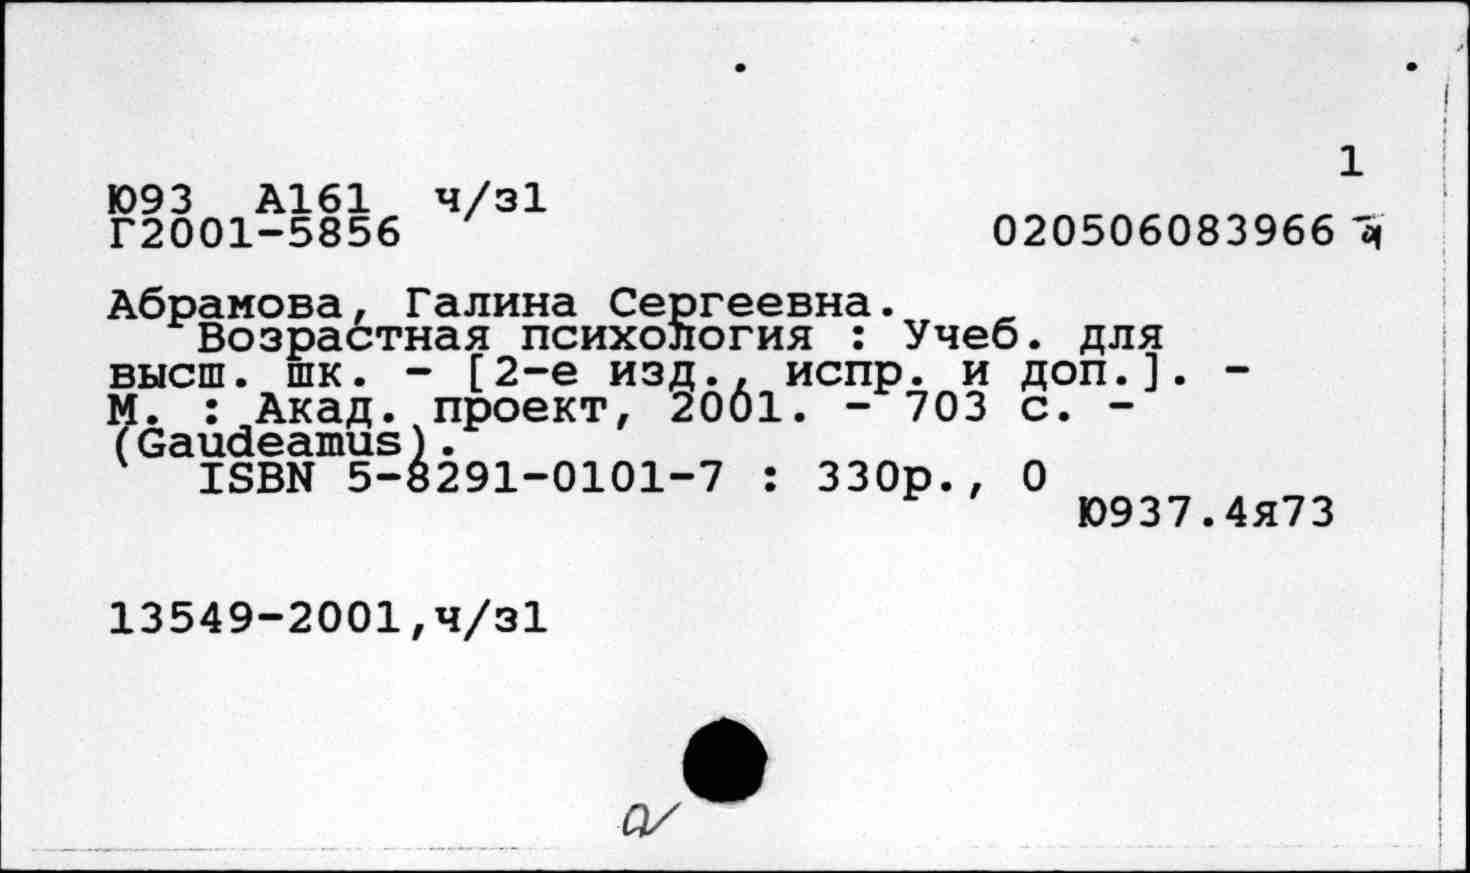 1
Ю93 А161 ч/з1
Г2001-5856 020506083966
Абрамова, Галина Сергеевна.
Возрастная психология : Учеб. для
высш. шк. - [2-е изд., испр. и доп.]. -
М. : Акад. проект, 2001. - 703 с. -
(Gaudeamus).
ISBN 5-8291-0101-7 : 330р., 0
Ю937.4я73
13549-2001,ч/з1